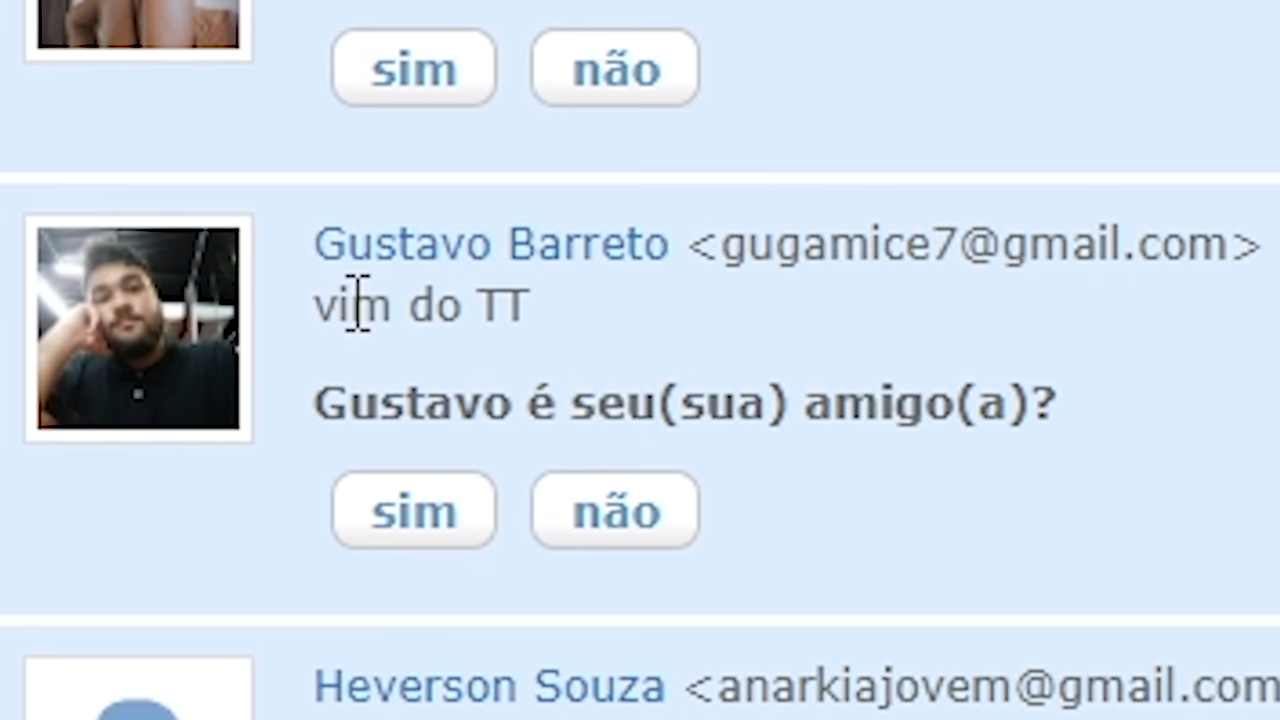 sim não
Gustavo Barreto <gugamice7@gmail.com>
vim do TT
Gustavo é seu(sua) amigo(a)?
sim não
Heverson Souza <anarkiajovem@gmail.com